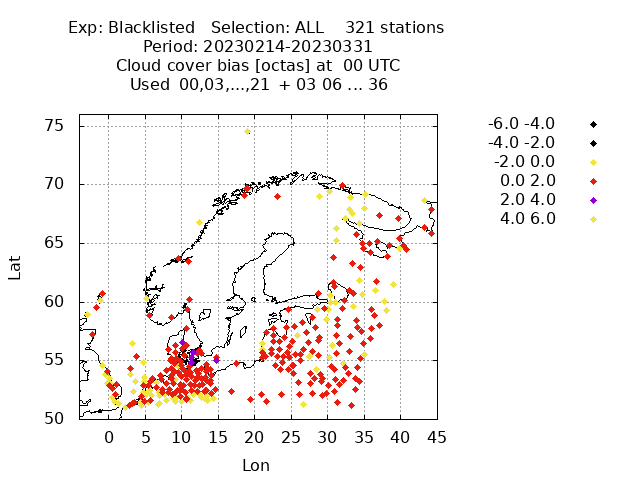 Exp: Blacklisted   Selection: ALL    321 stations
Period: 20230214-20230331
Cloud cover bias [octas] at  00 UTC
Used  00,03,...,21  + 03 06 ... 36
75
70
65
60
55
50
Lat
0 5 10 15 20 25 30 35 40 45
Lon
-6.0 -4.0
-4.0 -2.0
-2.0 0.0
0.0 2.0
2.0 4.0
4.0 6.0